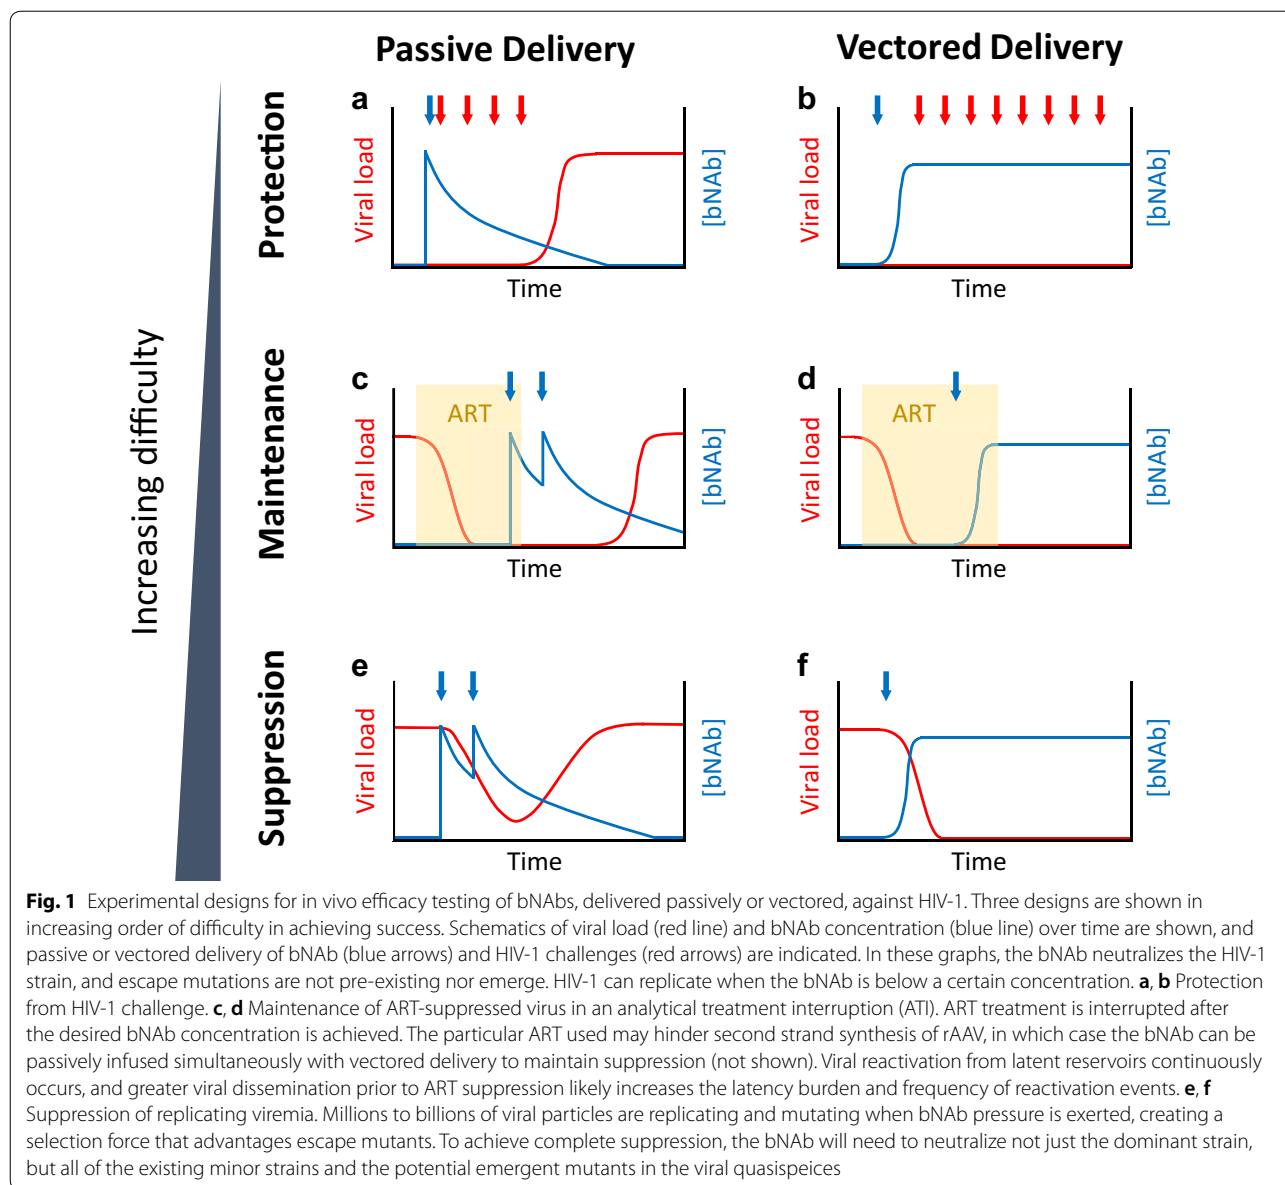 Passive Delivery
Vectored Delivery
Increasing difficulty
Protection
a
Viral load
Time
b
Viral load
[bNAb]
Time
Maintenance
c
ART
Viral load
Time
d
ART
Viral load
[bNAb]
Time
Suppression
e
Viral load
Time
f
Viral load
[bNAb]
Time
Fig. 1 Experimental designs for in vivo efficacy testing of bNAbs, delivered passively or vectored, against HIV-1. Three designs are shown in
increasing order of difficulty in achieving success. Schematics of viral load (red line) and bNAb concentration (blue line) over time are shown, and
passive or vectored delivery of bNAb (blue arrows) and HIV-1 challenges (red arrows) are indicated. In these graphs, the bNAb neutralizes the HIV-1
strain, and escape mutations are not pre-existing nor emerge. HIV-1 can replicate when the bNAb is below a certain concentration. a, b Protection
from HIV-1 challenge. c, d Maintenance of ART-suppressed virus in an analytical treatment interruption (ATI). ART treatment is interrupted after
the desired bNAb concentration is achieved. The particular ART used may hinder second strand synthesis of rAAV, in which case the bNAb can be
passively infused simultaneously with vectored delivery to maintain suppression (not shown). Viral reactivation from latent reservoirs continuously
occurs, and greater viral dissemination prior to ART suppression likely increases the latency burden and frequency of reactivation events. e, f
Suppression of replicating viremia. Millions to billions of viral particles are replicating and mutating when bNAb pressure is exerted, creating a
selection force that advantages escape mutants. To achieve complete suppression, the bNAb will need to neutralize not just the dominant strain,
but all of the existing minor strains and the potential emergent mutants in the viral quasispeices
[bNAb]
[bNAb]
[bNAb]